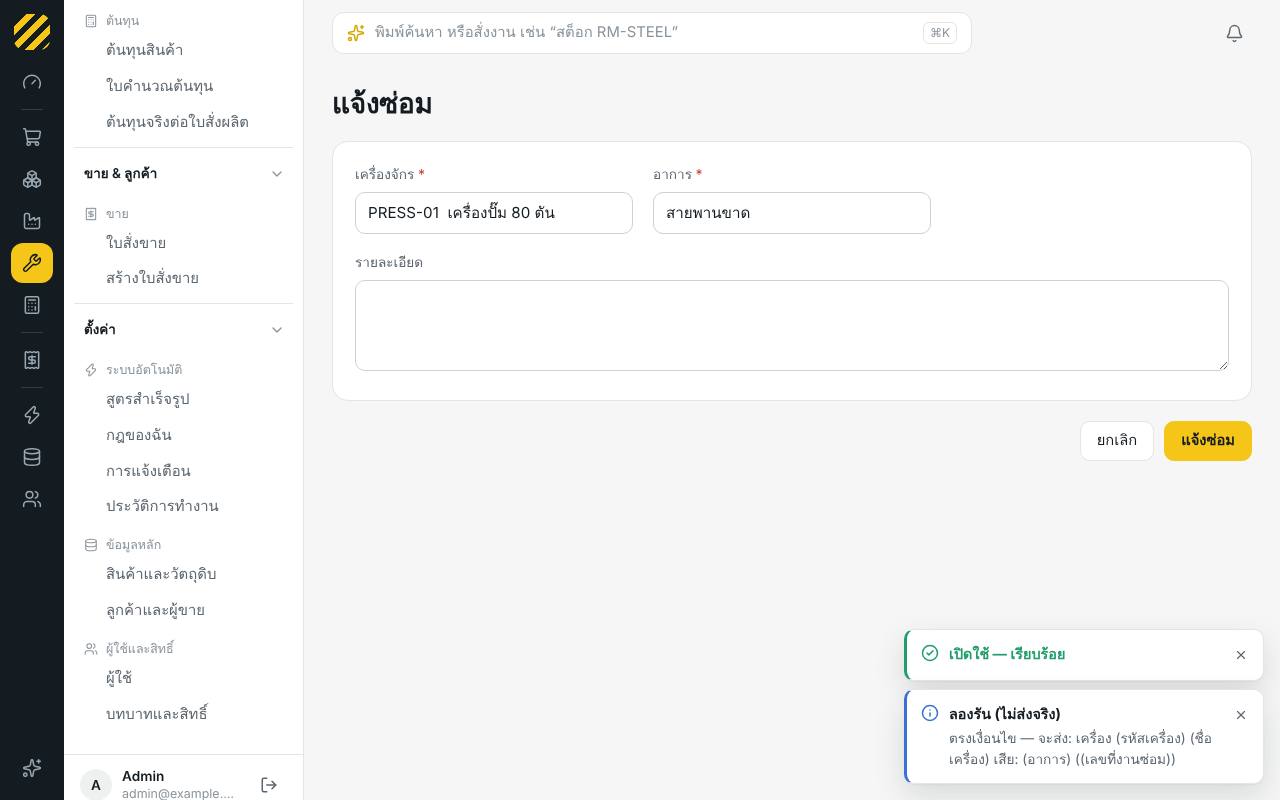 ต้นทุน
ต้นทุนสินค้า
ใบคำนวณต้นทุน
ต้นทุนจริงต่อใบสั่งผลิต
ขาย & ลูกค้า
ขาย
ใบสั่งขาย
สร้างใบสั่งขาย
ตั้งค่า
ระบบอัตโนมัติ
สูตรสำเร็จรูป
กฎของฉัน
การแจ้งเตือน
ประวัติการทำงาน
ข้อมูลหลัก
สินค้าและวัตถุดิบ
ลูกค้าและผู้ขาย
ผู้ใช้และสิทธิ์
ผู้ใช้
บทบาทและสิทธิ์
A
Admin
admin@example....
พิมพ์ค้นหา หรือสั่งงาน เช่น “สต็อก RM-STEEL”
⌘K
แจ้งซ่อม
เครื่องจักร *
อาการ *
PRESS-01 เครื่องปั๊ม 80 ตัน
สายพานขาด
รายละเอียด
ยกเลิก
แจ้งซ่อม
เปิดใช้ — เรียบร้อย
ลองรัน (ไม่ส่งจริง)
ตรงเงื่อนไข — จะส่ง: เครื่อง (รหัสเครื่อง) (ชื่อ
เครื่อง) เสีย: (อาการ) ((เลขที่งานซ่อม))